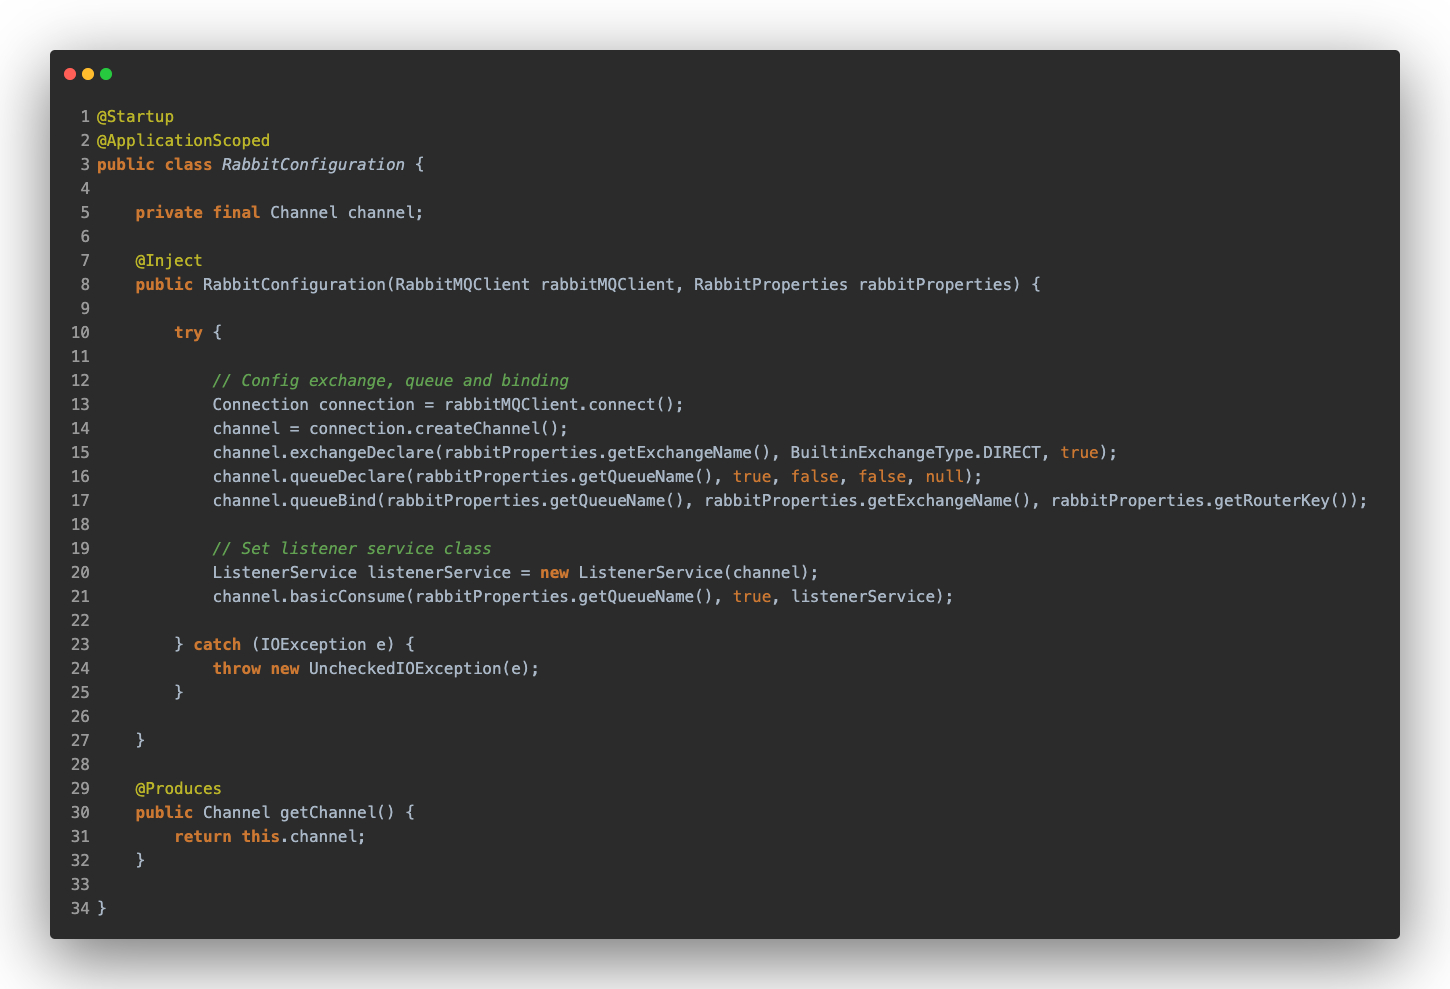 1 @Startup
2 @ApplicationScoped
3 public class RabbitConfiguration {
4
5     private final Channel channel;
6
7     @Inject
8     public RabbitConfiguration(RabbitMQClient rabbitMQClient, RabbitProperties rabbitProperties) {
9
10         try {
11
12             // Config exchange, queue and binding
13             Connection connection = rabbitMQClient.connect();
14             channel = connection.createChannel();
15             channel.exchangeDeclare(rabbitProperties.getExchangeName(), BuiltinExchangeType.DIRECT, true);
16             channel.queueDeclare(rabbitProperties.getQueueName(), true, false, false, null);
17             channel.queueBind(rabbitProperties.getQueueName(), rabbitProperties.getExchangeName(), rabbitProperties.getRouterKey());
18
19             // Set listener service class
20             ListenerService listenerService = new ListenerService(channel);
21             channel.basicConsume(rabbitProperties.getQueueName(), true, listenerService);
22
23         } catch (IOException e) {
24             throw new UncheckedIOException(e);
25         }
26
27     }
28
29     @Produces
30     public Channel getChannel() {
31         return this.channel;
32     }
33
34 }